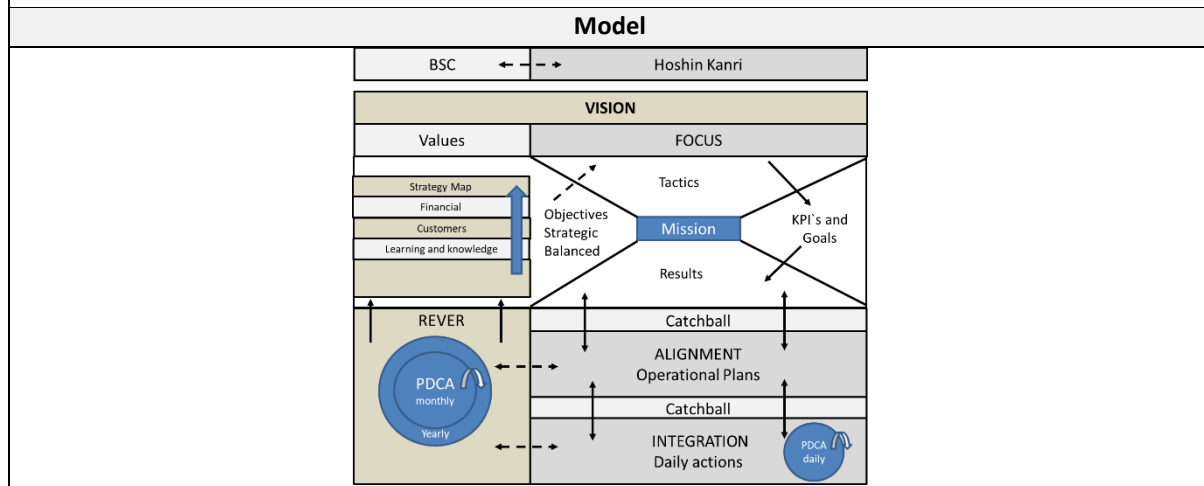 Model
BSC
Hoshin Kanri
VISION
Values
FOCUS
Strategy Map
Financial
Customers
Learning and knowledge
Objectives
Strategic
Balanced
Tactics
Mission
Results
KPI`s and
Goals
REVER
PDCA
monthly
Yearly
Catchball
ALIGNMENT
Operational Plans
Catchball
INTEGRATION
Daily actions
PDCA
daily